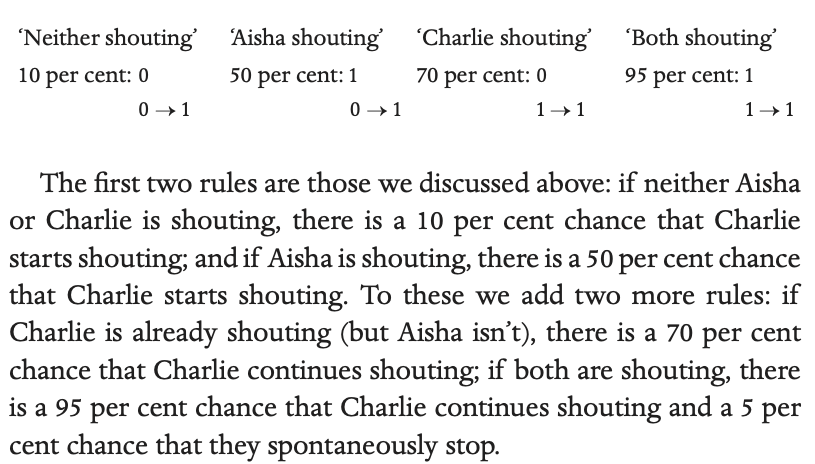 ‘Neither shouting’ ‘Aisha shouting’ ‘Charlie shouting’ ‘Both shouting’
10 per cent: 0 50 per cent: 1 70 per cent: 0 95 per cent: 1
0 → 1 0 → 1 1 → 1 1 → 1
The first two rules are those we discussed above: if neither Aisha
or Charlie is shouting, there is a 10 per cent chance that Charlie
starts shouting; and if Aisha is shouting, there is a 50 per cent chance
that Charlie starts shouting. To these we add two more rules: if
Charlie is already shouting (but Aisha isn’t), there is a 70 per cent
chance that Charlie continues shouting; if both are shouting, there
is a 95 per cent chance that Charlie continues shouting and a 5 per
cent chance that they spontaneously stop.